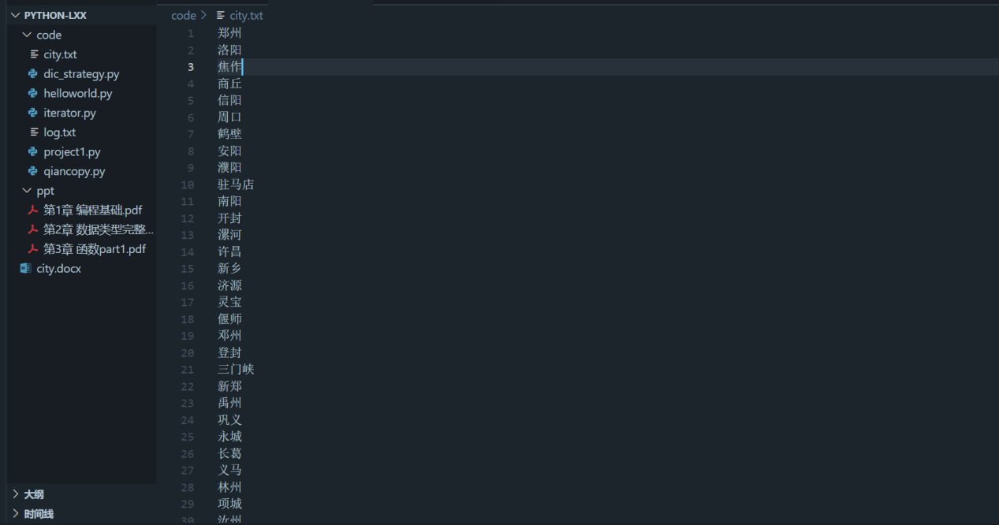 PYTHON-LXX
code
city.txt
dic_strategy.py
helloworld.py
iterator.py
log.txt
project1.py
qiancopy.py
ppt
第1章 编程基础.pdf
第2章 数据类型完整...
第3章 函数part1.pdf
city.docx
大纲
时间线
code > city.txt
1 郑州
2 洛阳
3 焦作
4 商丘
5 信阳
6 周口
7 鹤壁
8 安阳
9 濮阳
10 驻马店
11 南阳
12 开封
13 漯河
14 许昌
15 新乡
16 济源
17 灵宝
18 偃师
19 邓州
20 登封
21 三门峡
22 新郑
23 禹州
24 巩义
25 永城
26 长葛
27 义马
28 林州
29 项城
30 汝州